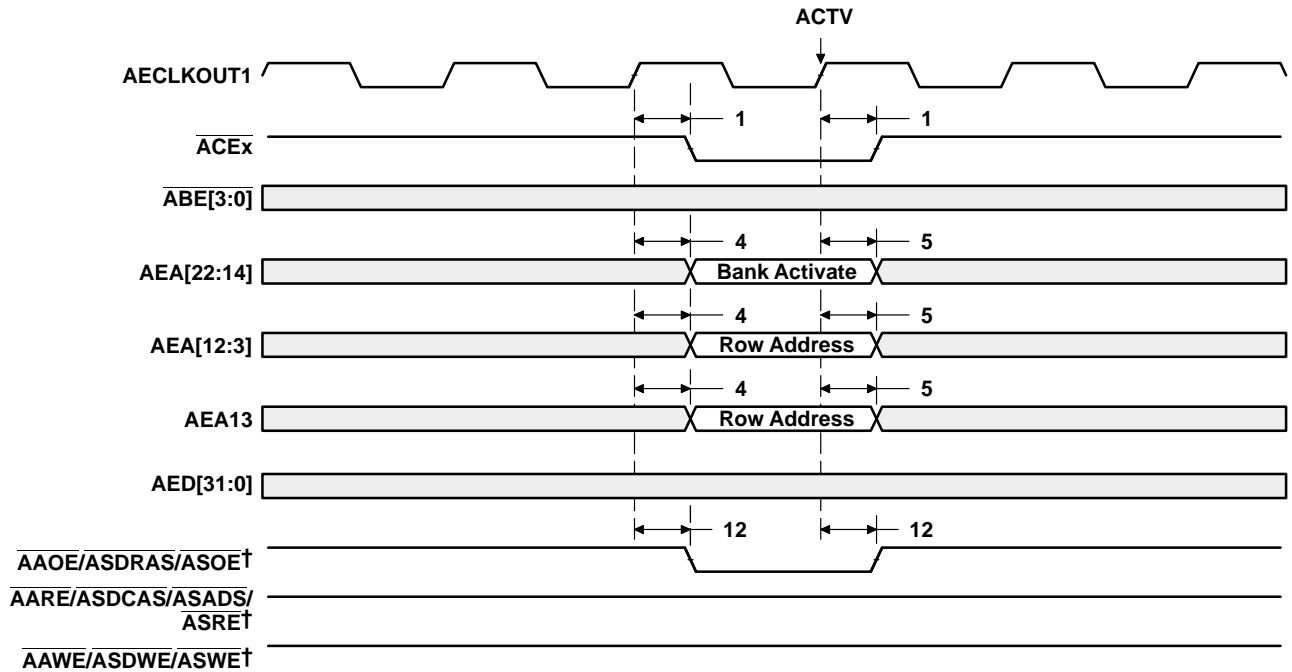 ACTV
AECLKOUT1
1 1
ACEx
ABE[3:0]
4 5
AEA[22:14] Bank Activate
4 5
AEA[12:3] Row Address
4 5
AEA13 Row Address
AED[31:0]
12 12
AAOE/ASDRAS/ASOE†
AARE/ASDCAS/ASADS/
ASRE†
AAWE/ASDWE/ASWE†